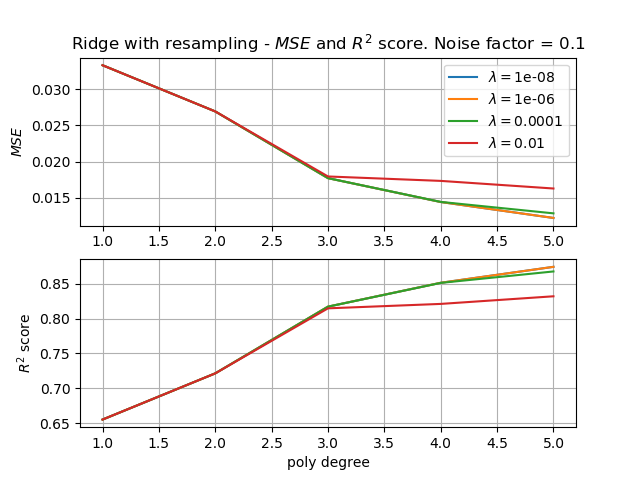 Ridge with resampling - MSE and R² score. Noise factor = 0.1
0.030
0.025
0.020
0.015
MSE
λ = 1e-08
λ = 1e-06
λ = 0.0001
λ = 0.01
1.0 1.5 2.0 2.5 3.0 3.5 4.0 4.5 5.0
0.85
0.80
0.75
0.70
0.65
R² score
1.0 1.5 2.0 2.5 3.0 3.5 4.0 4.5 5.0
poly degree